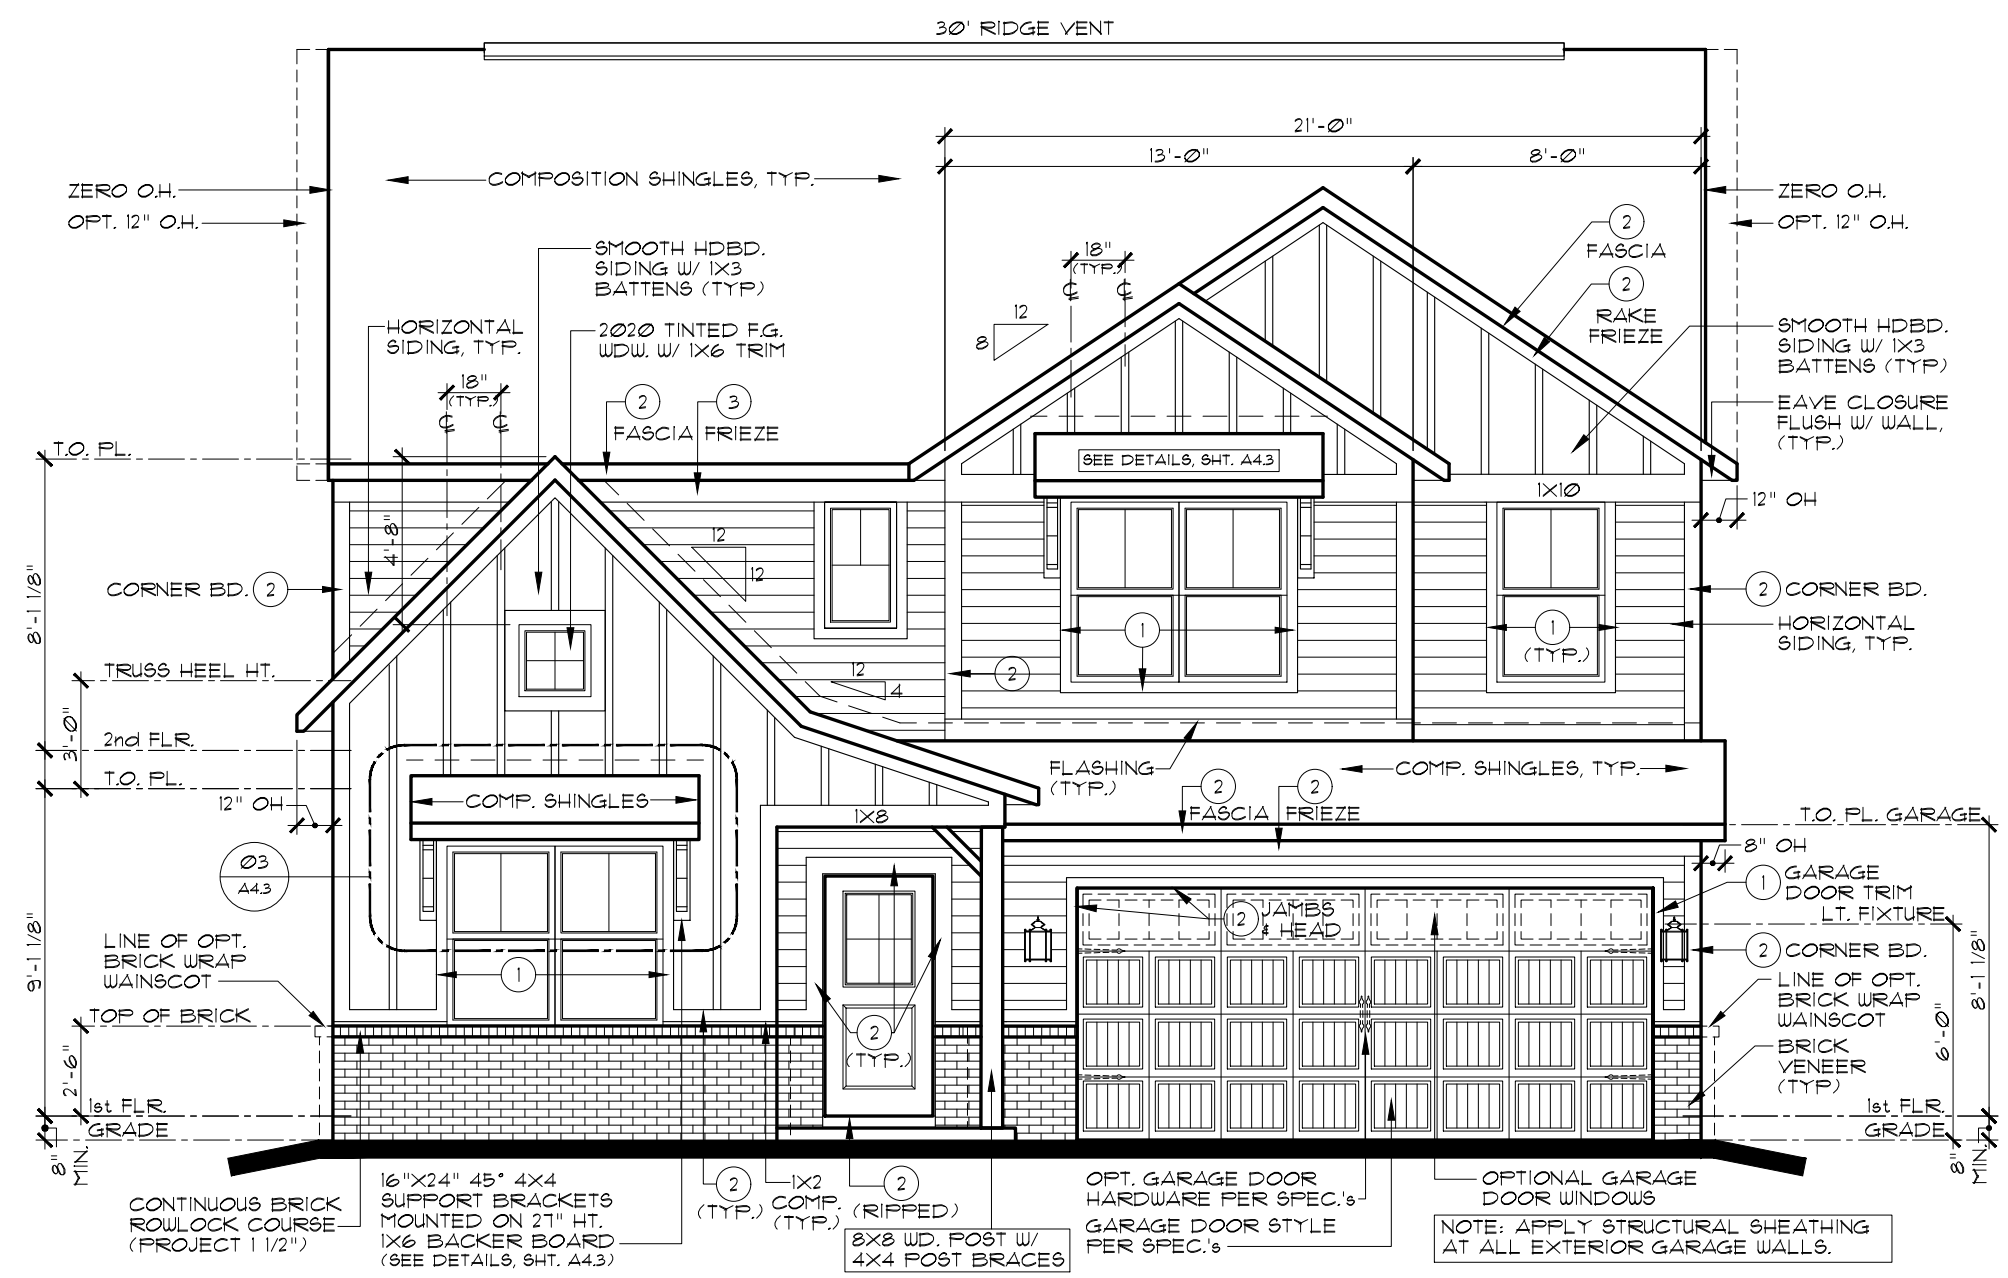 30' RIDGE VENT
21'-0"
13'-0"
8'-0"
COMPOSITION SHINGLES, TYP.
ZERO O.H.
OPT. 12" O.H.
ZERO O.H.
OPT. 12" O.H.
2
FASCIA
2
RAKE
FRIEZE
SMOOTH HDBD.
SIDING W/ 1X3
BATTENS (TYP)
18"
(TYP.)
℄ ℄
12
8
HORIZONTAL
SIDING, TYP.
2020 TINTED F.G.
WDW. W/ 1X6 TRIM
SMOOTH HDBD.
SIDING W/ 1X3
BATTENS (TYP)
18"
(TYP.)
℄ ℄
2
FASCIA
3
FRIEZE
EAVE CLOSURE
FLUSH W/ WALL,
(TYP.)
T.O. PL.
SEE DETAILS, SHT. A4.3
1X10
12" OH
4'-8"
12
12
8'-1 1/8"
CORNER BD. 2
2 CORNER BD.
1
1
(TYP.)
HORIZONTAL
SIDING, TYP.
TRUSS HEEL HT.
12
4
2
3'-0"
2nd FLR.
T.O. PL.
FLASHING
(TYP.)
COMP. SHINGLES, TYP.
12" OH
COMP. SHINGLES
1X8
2
FASCIA
2
FRIEZE
T.O. PL. GARAGE
8" OH
03
A4.3
1
GARAGE
DOOR TRIM
2
JAMBS
& HEAD
LT. FIXTURE
9'-1 1/8"
LINE OF OPT.
BRICK WRAP
WAINSCOT
1
2 CORNER BD.
LINE OF OPT.
BRICK WRAP
WAINSCOT
8'-1 1/8"
6'-0"
TOP OF BRICK
2
(TYP.)
BRICK
VENEER
(TYP)
2'-6"
1st FLR.
GRADE
1st FLR.
GRADE
8"
MIN.
8"
MIN.
CONTINUOUS BRICK
ROWLOCK COURSE
(PROJECT 1 1/2")
16"X24" 45° 4X4
SUPPORT BRACKETS
MOUNTED ON 27" HT.
1X6 BACKER BOARD
(SEE DETAILS, SHT. A4.3)
2
(TYP.)
1X2
COMP.
(TYP.)
2
(RIPPED)
8X8 WD. POST W/
4X4 POST BRACES
OPT. GARAGE DOOR
HARDWARE PER SPEC.'s
GARAGE DOOR STYLE
PER SPEC.'s
OPTIONAL GARAGE
DOOR WINDOWS
NOTE: APPLY STRUCTURAL SHEATHING
AT ALL EXTERIOR GARAGE WALLS.